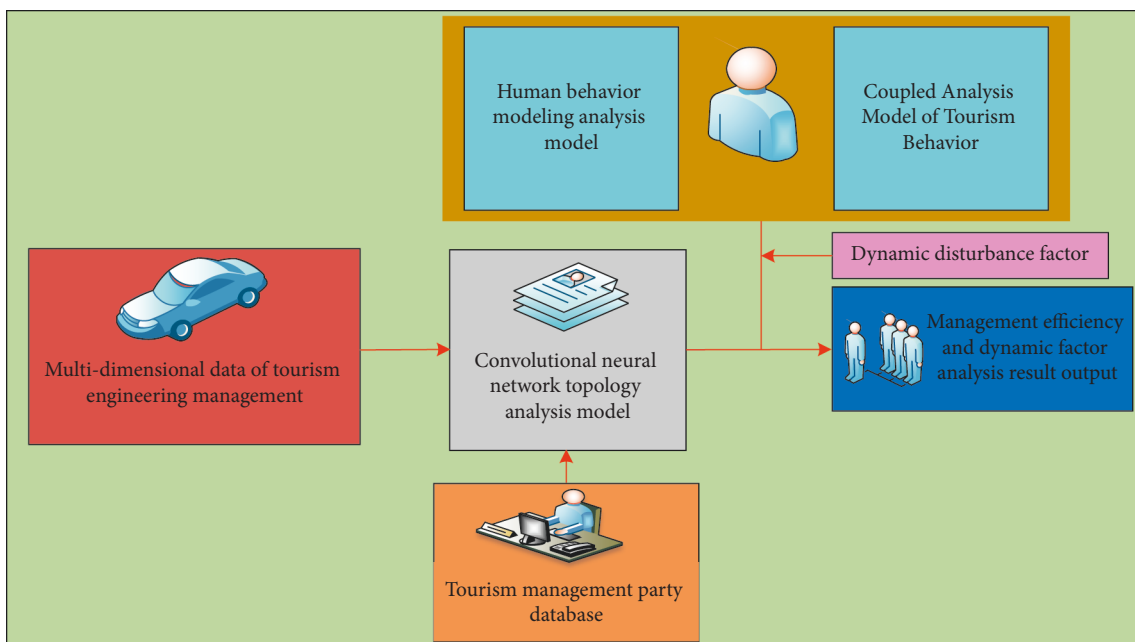 Human behavior
modeling analysis
model
Coupled Analysis
Model of Tourism
Behavior
Dynamic disturbance factor
Multi-dimensional data of tourism
engineering management
Convolutional neural
network topology
analysis model
Management efficiency
and dynamic factor
analysis result output
Tourism management party
database